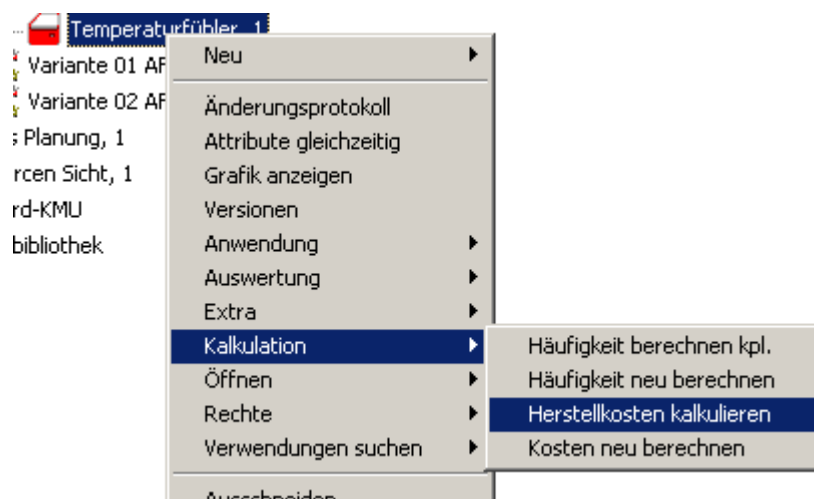 Temperaturfühler, 1
Variante 01 AF
Variante 02 AF
s Planung, 1
rcen Sicht, 1
rd-KMU
bibliothek
Neu
Änderungsprotokoll
Attribute gleichzeitig
Grafik anzeigen
Versionen
Anwendung
Auswertung
Extra
Kalkulation
Öffnen
Rechte
Verwendungen suchen
Ausschneiden
Häufigkeit berechnen kpl.
Häufigkeit neu berechnen
Herstellkosten kalkulieren
Kosten neu berechnen